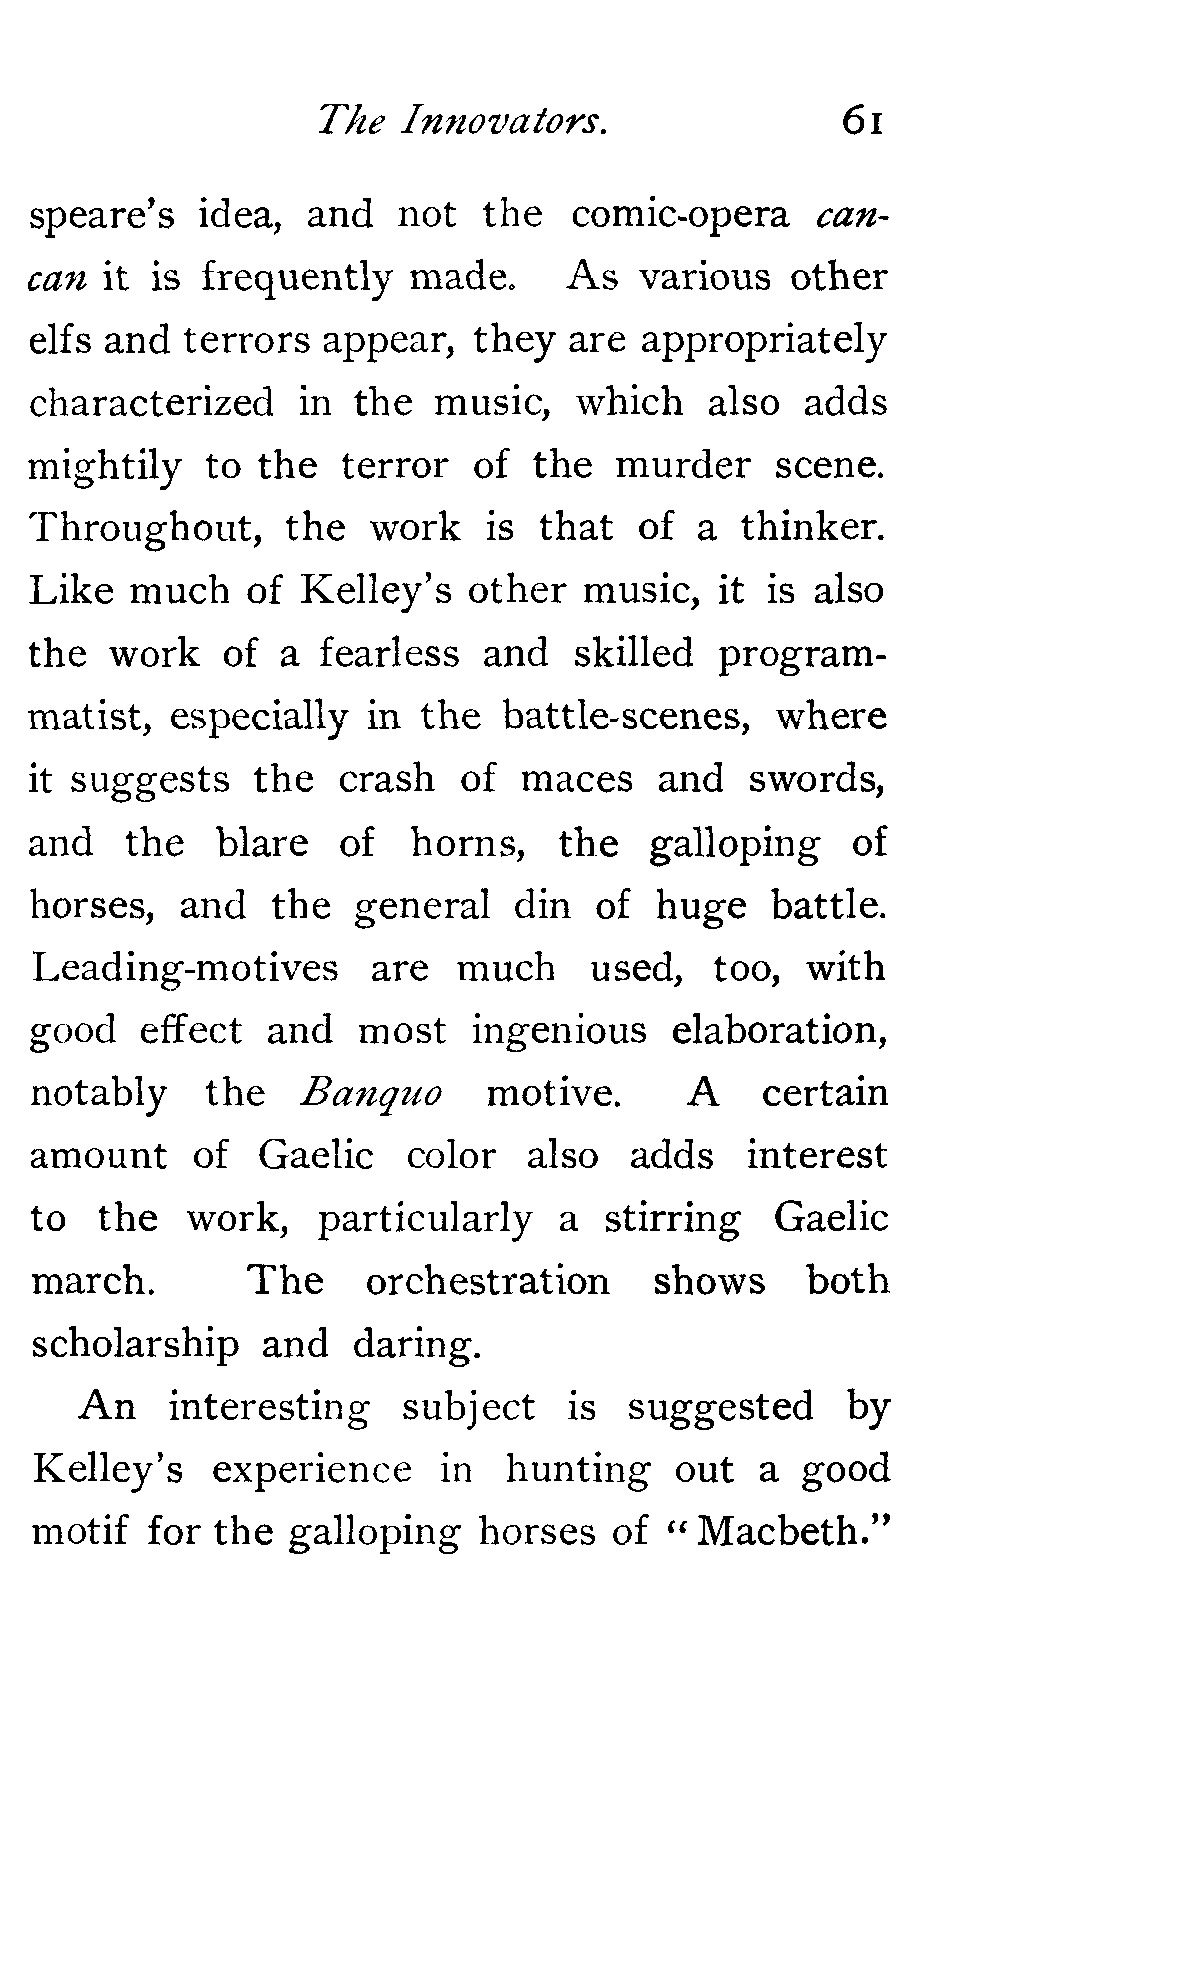 The Innovators. 61
speare's idea, and not the comic-opera can-
can it is frequently made. As various other
elfs and terrors appear, they are appropriately
characterized in the music, which also adds
mightily to the terror of the murder scene.
Throughout, the work is that of a thinker.
Like much of Kelley's other music, it is also
the work of a fearless and skilled program-
matist, especially in the battle-scenes, where
it suggests the crash of maces and swords,
and the blare of horns, the galloping of
horses, and the general din of huge battle.
Leading-motives are much used, too, with
good effect and most ingenious elaboration,
notably the Banquo motive. A certain
amount of Gaelic color also adds interest
to the work, particularly a stirring Gaelic
march. The orchestration shows both
scholarship and daring.
An interesting subject is suggested by
Kelley's experience in hunting out a good
motif for the galloping horses of "Macbeth."